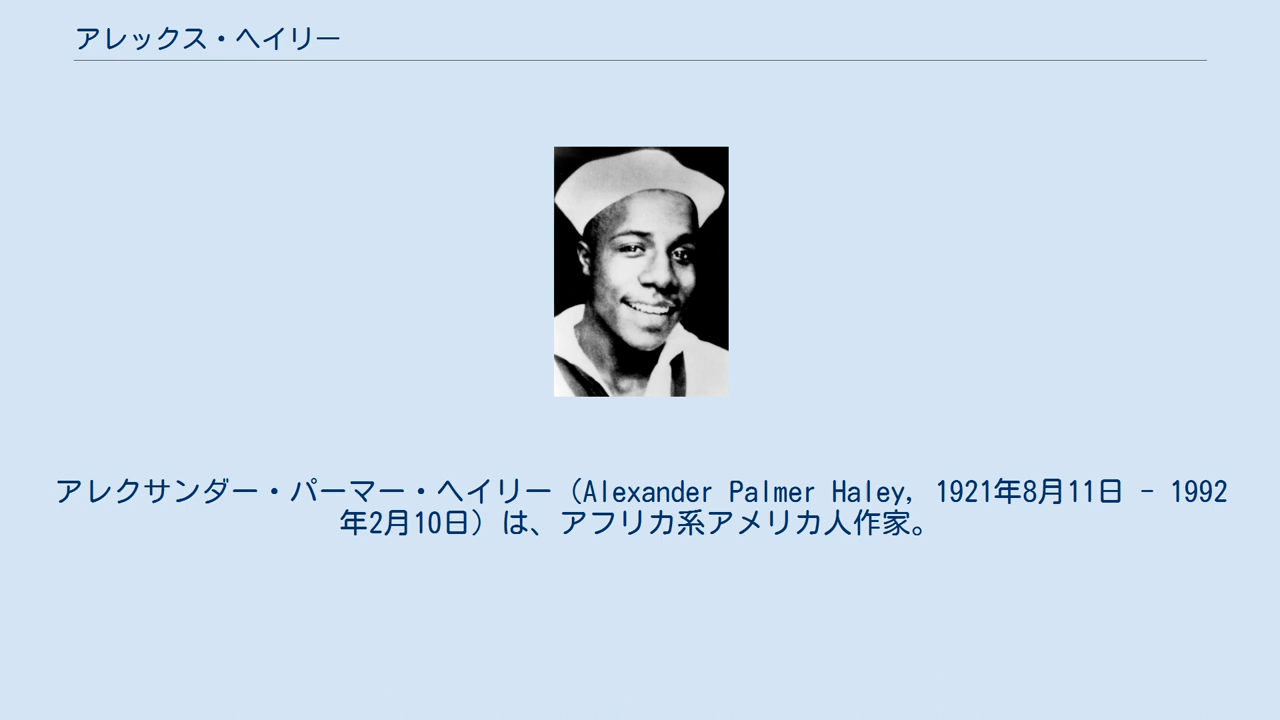 アレックス・ヘイリー
アレクサンダー・パーマー・ヘイリー（Alexander Palmer Haley, 1921年8月11日 - 1992
年2月10日）は、アフリカ系アメリカ人作家。